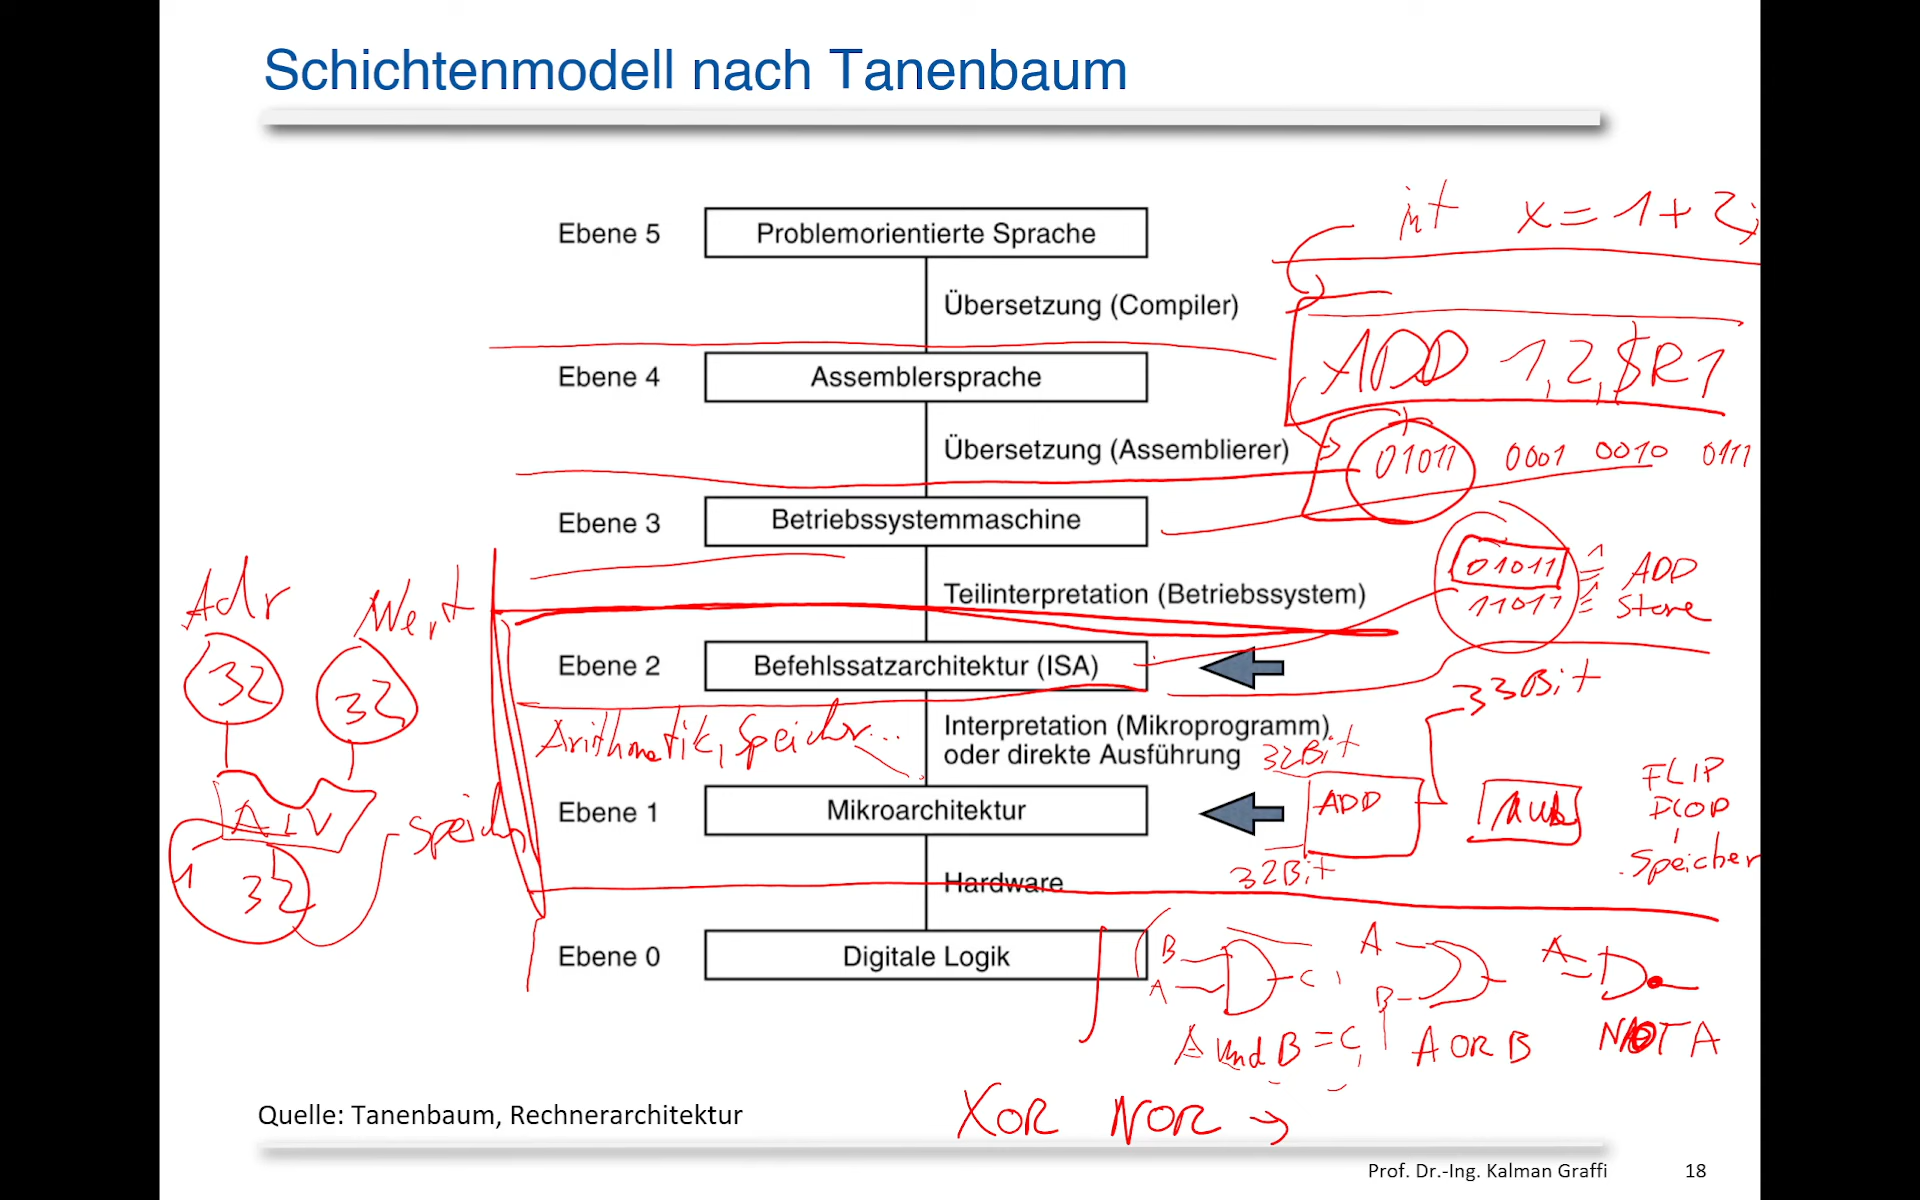 Schichtenmodell nach Tanenbaum
int x = 1 + 2;
Ebene 5 Problemorientierte Sprache
Übersetzung (Compiler)
ADD 1, 2, $R1
Ebene 4 Assemblersprache
Übersetzung (Assemblierer)
01011 0001 0010 0111
Ebene 3 Betriebssystemmaschine
01011 ADD
11011 Store
Teilinterpretation (Betriebssystem)
Adr Wert
32 32
Ebene 2 Befehlssatzarchitektur (ISA)
33Bit
Arithmetik, Speicher...
Interpretation (Mikroprogramm)
oder direkte Ausführung
32Bit
Ebene 1 Mikroarchitektur
ADD
FLIP
FLOP
Speicher
ALU
Speich
1 32
32Bit
Hardware
Ebene 0 Digitale Logik
B
A
C
A
B
A
A und B = C, A OR B NOT A
XOR NOR →
Quelle: Tanenbaum, Rechnerarchitektur
Prof. Dr.-Ing. Kalman Graffi 18